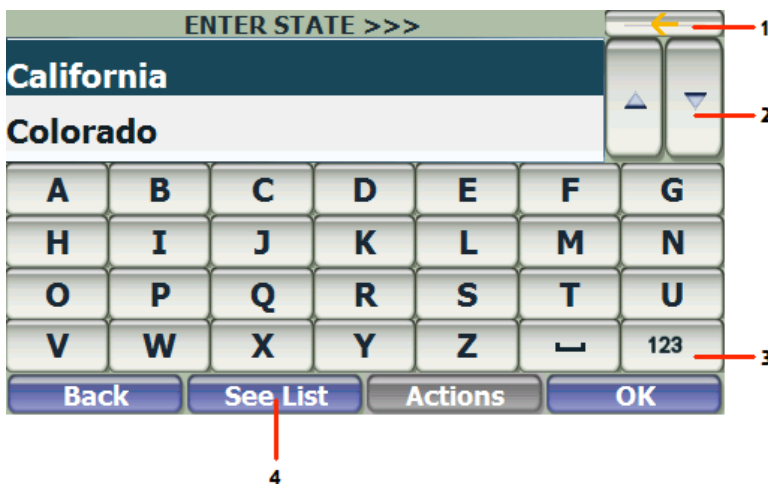 ENTER STATE >>> 1
California
Colorado 2
A B C D E F G
H I J K L M N
O P Q R S T U
V W X Y Z 123 3
Back See List Actions OK
4